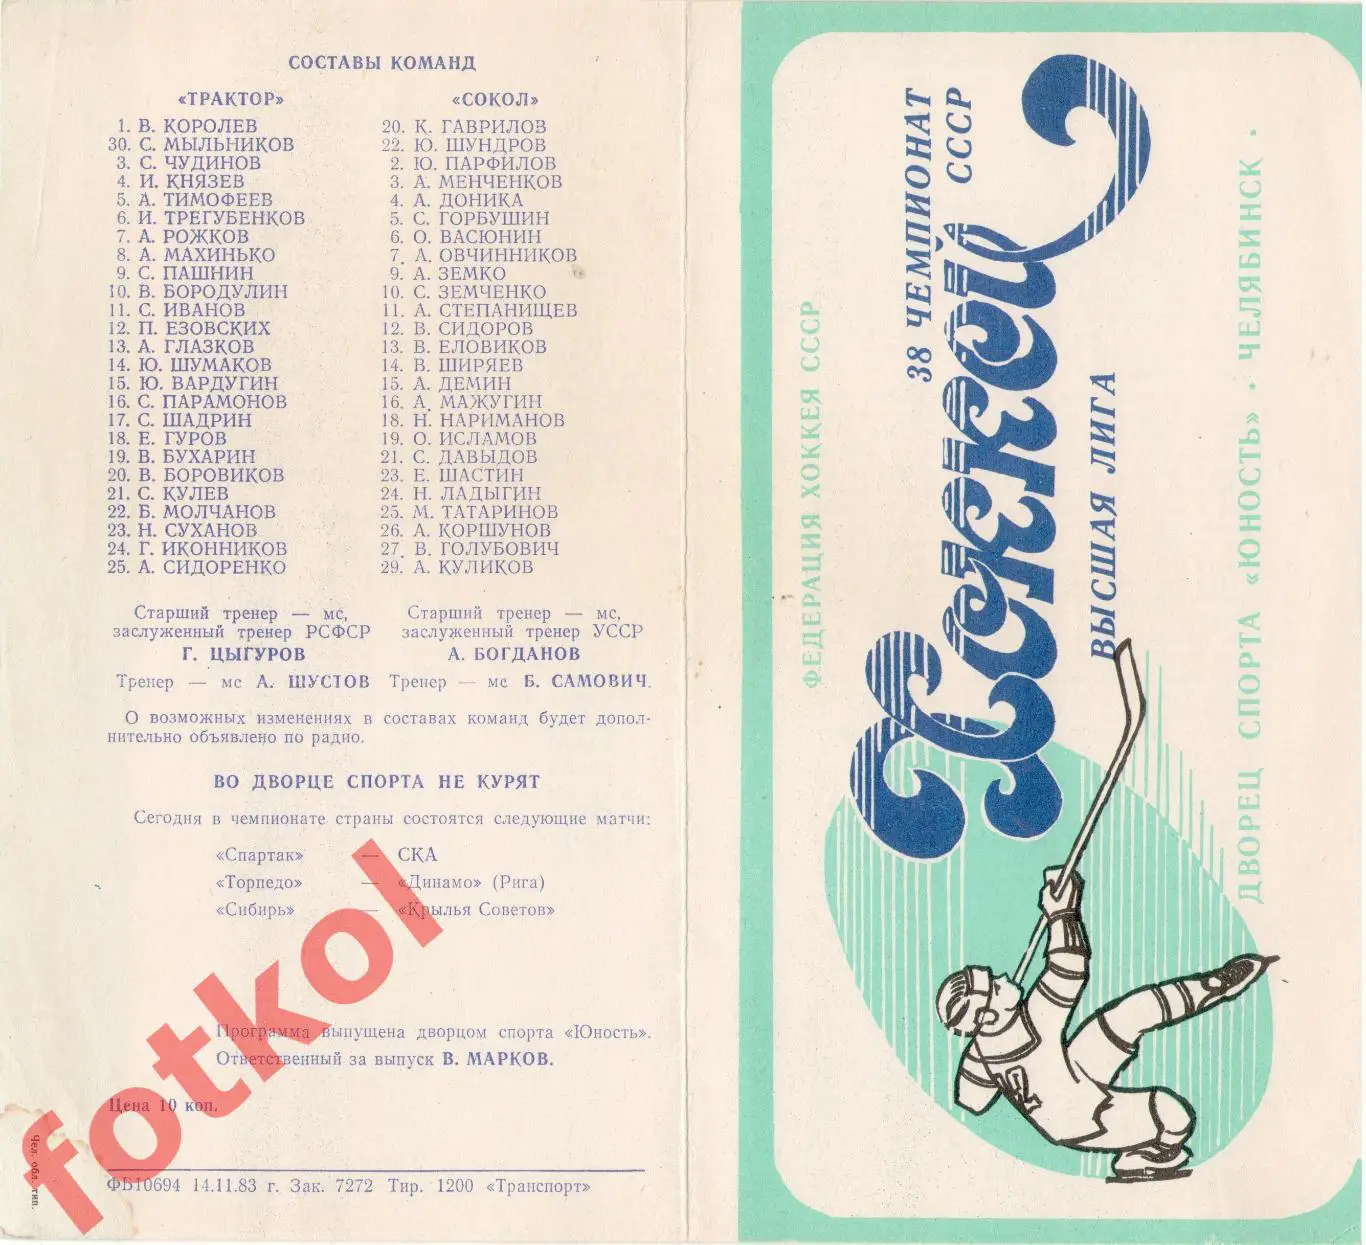 СОСТАВЫ КОМАНД
«ТРАКТОР»
1. В. КОРОЛЕВ
30. С. МЫЛЬНИКОВ
3. С. ЧУДИНОВ
4. И. КНЯЗЕВ
5. А. ТИМОФЕЕВ
6. И. ТРЕГУБЕНКОВ
7. А. РОЖКОВ
8. А. МАХИНЬКО
9. С. ПАШНИН
10. В. БОРОДУЛИН
11. С. ИВАНОВ
12. П. ЕЗОВСКИХ
13. А. ГЛАЗКОВ
14. Ю. ШУМАКОВ
15. Ю. ВАРДУГИН
16. С. ПАРАМОНОВ
17. С. ШАДРИН
18. Е. ГУРОВ
19. В. БУХАРИН
20. В. БОРОВИКОВ
21. С. КУЛЕВ
22. Б. МОЛЧАНОВ
23. Н. СУХАНОВ
24. Г. ИКОННИКОВ
25. А. СИДОРЕНКО
Старший тренер — мс,
заслуженный тренер РСФСР
Г. ЦЫГУРОВ
Тренер — мс А. ШУСТОВ
«СОКОЛ»
20. К. ГАВРИЛОВ
22. Ю. ШУНДРОВ
2. Ю. ПАРФИЛОВ
3. А. МЕНЧЕНКОВ
4. А. ДОНИКА
5. С. ГОРБУШИН
6. О. ВАСЮНИН
7. А. ОВЧИННИКОВ
9. А. ЗЕМКО
10. С. ЗЕМЧЕНКО
11. А. СТЕПАНИЩЕВ
12. В. СИДОРОВ
13. В. ЕЛОВИКОВ
14. В. ШИРЯЕВ
15. А. ДЕМИН
16. А. МАЖУГИН
18. Н. НАРИМАНОВ
19. О. ИСЛАМОВ
21. С. ДАВЫДОВ
23. Е. ШАСТИН
24. Н. ЛАДЫГИН
25. М. ТАТАРИНОВ
26. А. КОРШУНОВ
27. В. ГОЛУБОВИЧ
29. А. КУЛИКОВ
Старший тренер — мс,
заслуженный тренер УССР
А. БОГДАНОВ
Тренер — мс Б. САМОВИЧ.
О возможных изменениях в составах команд будет допол-
нительно объявлено по радио.
ВО ДВОРЦЕ СПОРТА НЕ КУРЯТ
Сегодня в чемпионате страны состоятся следующие матчи:
«Спартак» — СКА
«Торпедо» — «Динамо» (Рига)
«Сибирь» — «Крылья Советов»
Программа выпущена дворцом спорта «Юность».
Ответственный за выпуск В. МАРКОВ.
Цена 10 коп.
ФБ10694 14.11.83 г. Зак. 7272 Тир. 1200 «Транспорт»
Чел. обл. тип.
fotkol
ФЕДЕРАЦИЯ ХОККЕЯ СССР
38 ЧЕМПИОНАТ
СССР
Хоккей
ВЫСШАЯ ЛИГА
ДВОРЕЦ СПОРТА «ЮНОСТЬ» • ЧЕЛЯБИНСК •